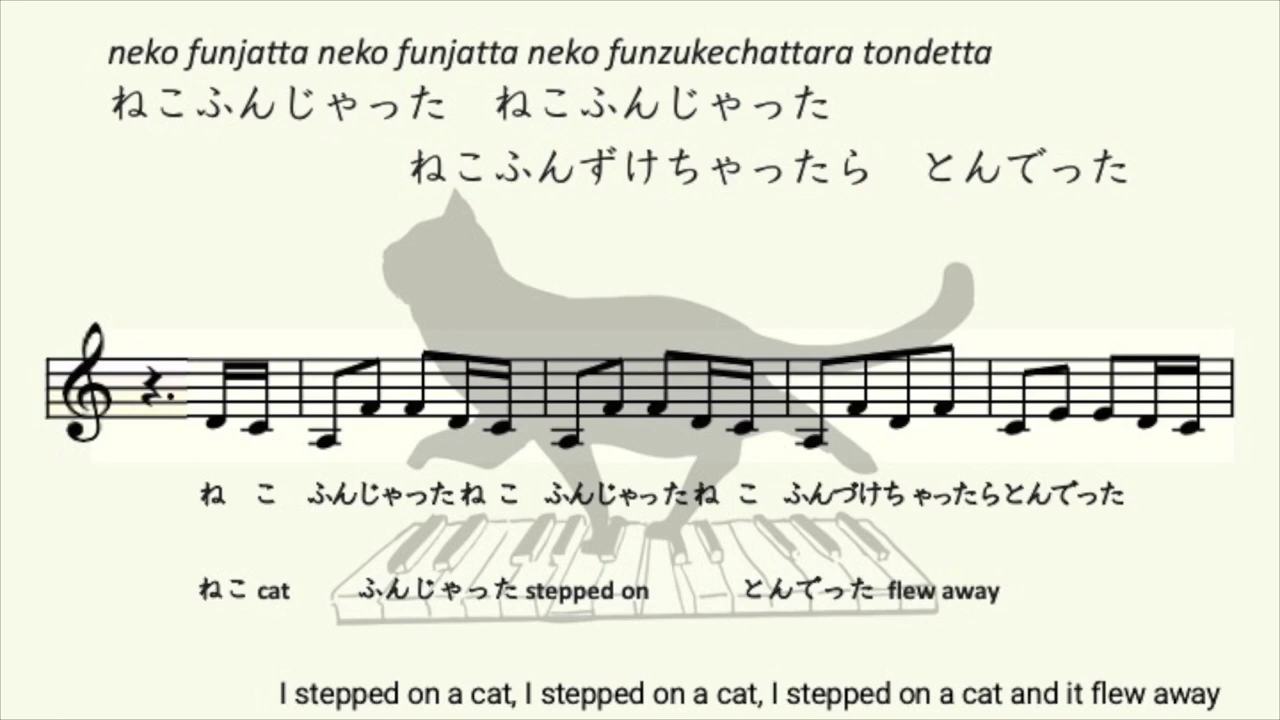 neko funjatta neko funjatta neko funzukechattara tondetta
ねこふんじゃった　ねこふんじゃった
ねこふんずけちゃったら　とんでった
ね こ ふんじゃった ね こ ふんじゃった ね こ ふんづけちゃったらとんでった
ねこ cat ふんじゃった stepped on とんでった flew away
I stepped on a cat, I stepped on a cat, I stepped on a cat and it flew away